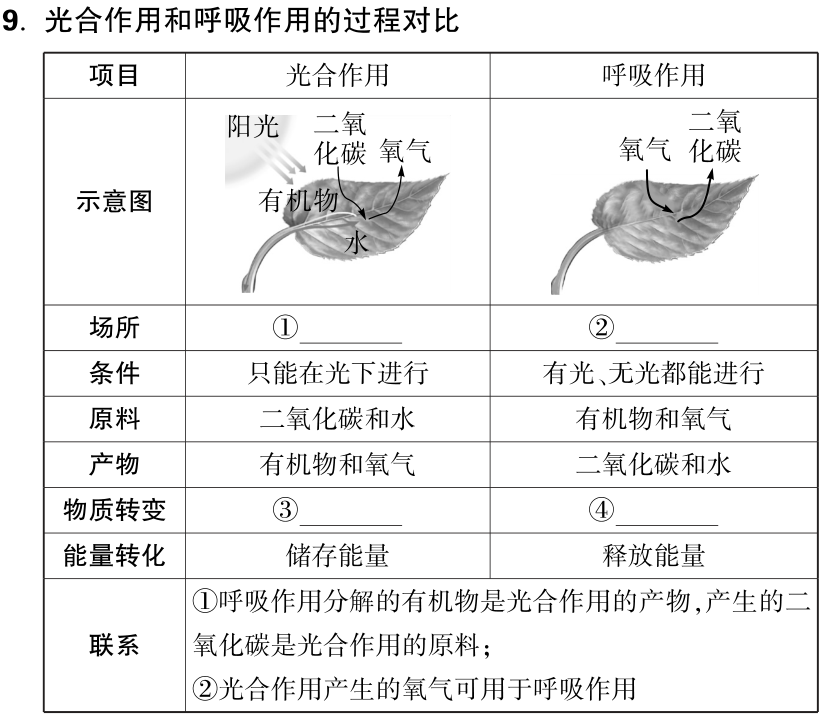 9. 光合作用和呼吸作用的过程对比
项目 光合作用 呼吸作用
示意图
阳光 二氧化碳 氧气
有机物
水
氧气 二氧化碳
场所 ①________ ②________
条件 只能在光下进行 有光、无光都能进行
原料 二氧化碳和水 有机物和氧气
产物 有机物和氧气 二氧化碳和水
物质转变 ③________ ④________
能量转化 储存能量 释放能量
联系
①呼吸作用分解的有机物是光合作用的产物,产生的二
氧化碳是光合作用的原料;
②光合作用产生的氧气可用于呼吸作用